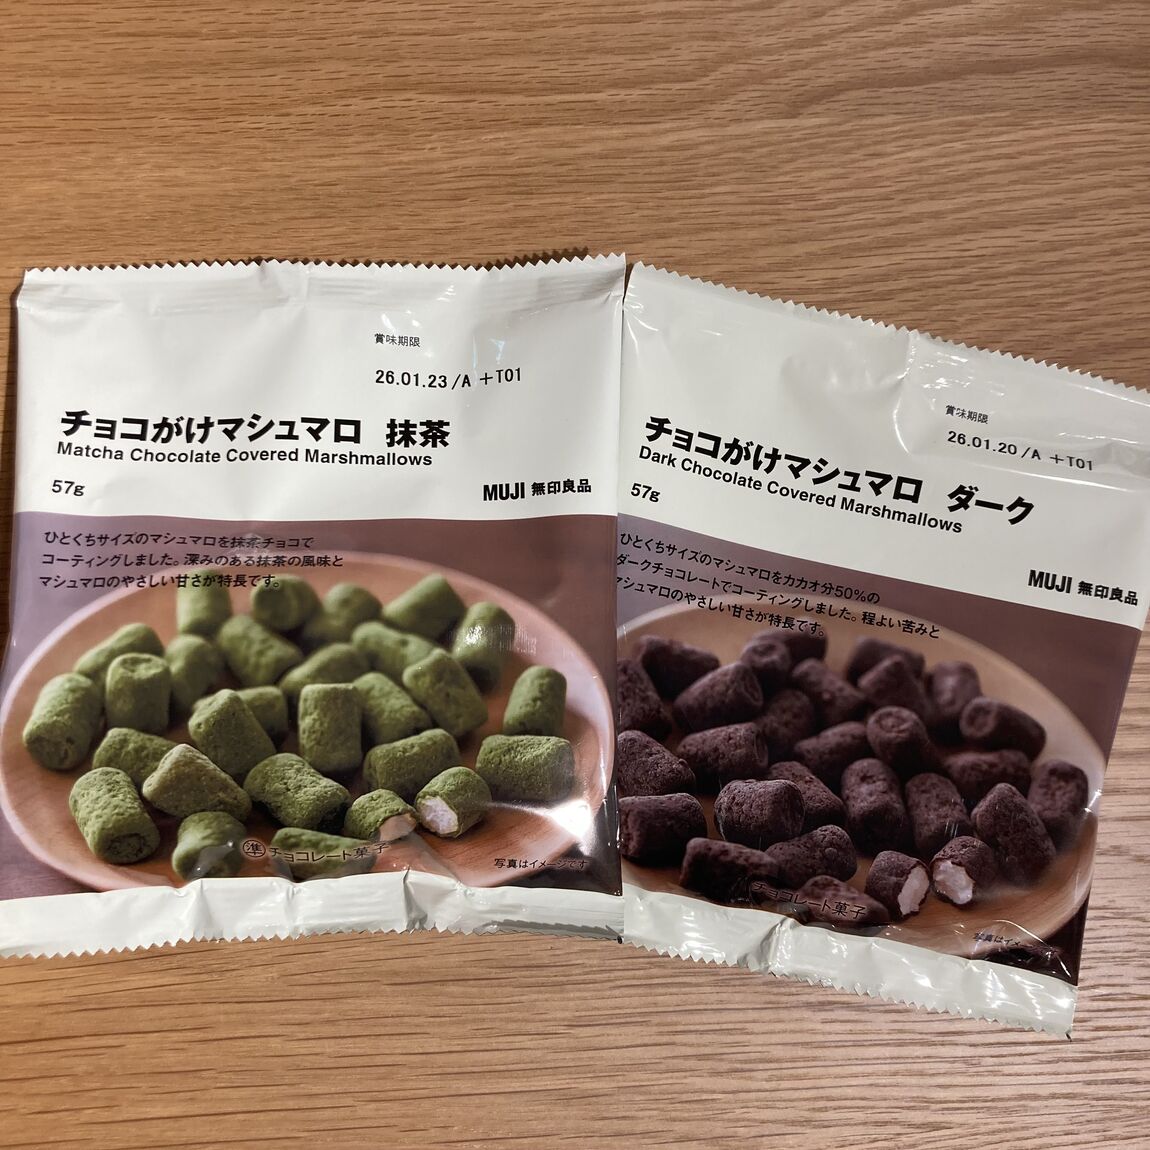 賞味期限
26.01.23/A +T01
チョコがけマシュマロ 抹茶
Matcha Chocolate Covered Marshmallows
57g
MUJI 無印良品
ひとくちサイズのマシュマロを抹茶チョコで
コーティングしました。深みのある抹茶の風味と
マシュマロのやさしい甘さが特長です。
準チョコレート菓子
写真はイメージです
賞味期限
26.01.20/A +T01
チョコがけマシュマロ ダーク
Dark Chocolate Covered Marshmallows
57g
MUJI 無印良品
ひとくちサイズのマシュマロをカカオ分50%の
ダークチョコレートでコーティングしました。程よい苦みと
マシュマロのやさしい甘さが特長です。
チョコレート菓子
写真はイメ